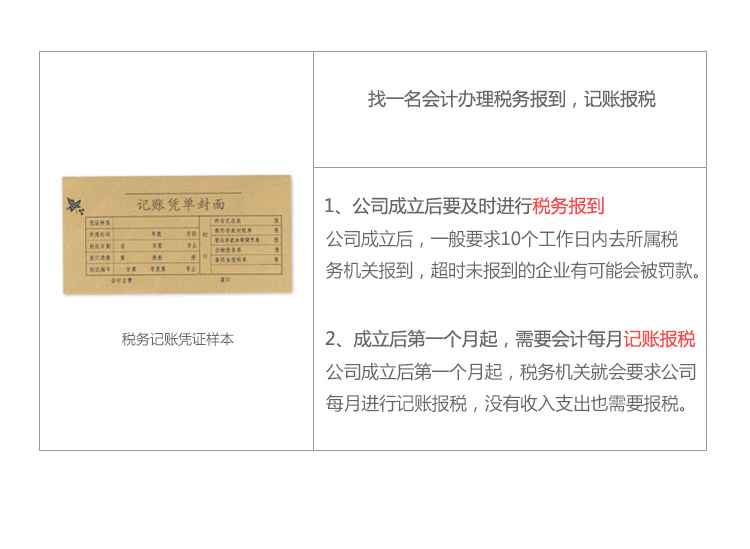 找一名会计办理税务报到，记账报税
记账凭单封面
税务记账凭证样本
1、公司成立后要及时进行税务报到
公司成立后，一般要求10个工作日内去所属税
务机关报到，超时未报到的企业有可能会被罚款。
2、成立后第一个月起，需要会计每月记账报税
公司成立后第一个月起，税务机关就会要求公司
每月进行记账报税，没有收入支出也需要报税。